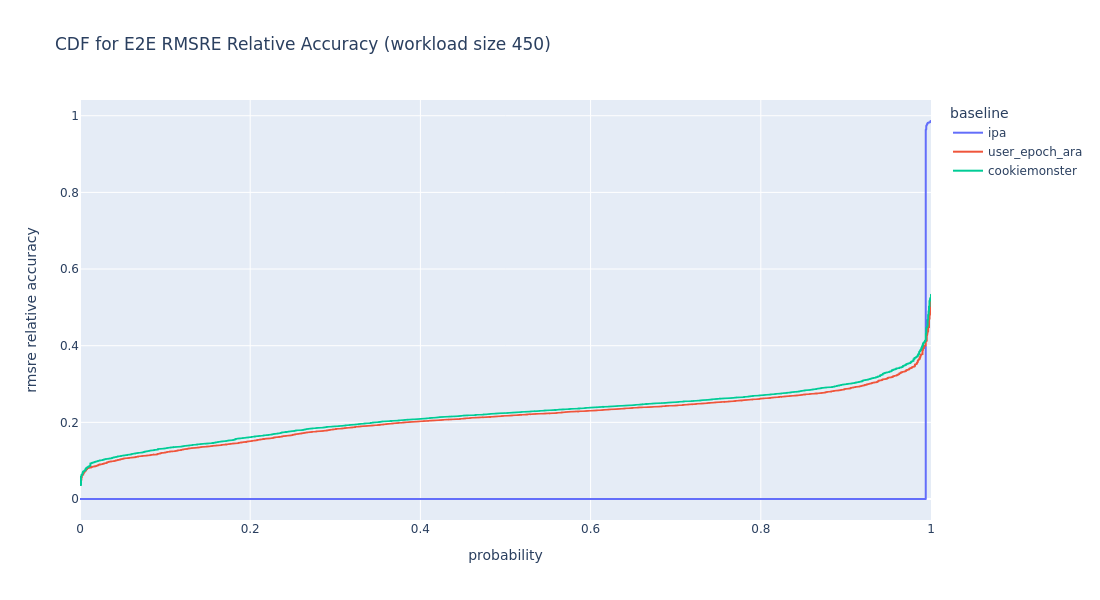 CDF for E2E RMSRE Relative Accuracy (workload size 450)
baseline
ipa
user_epoch_ara
cookiemonster
rmsre relative accuracy
1
0.8
0.6
0.4
0.2
0
0 0.2 0.4 0.6 0.8 1
probability